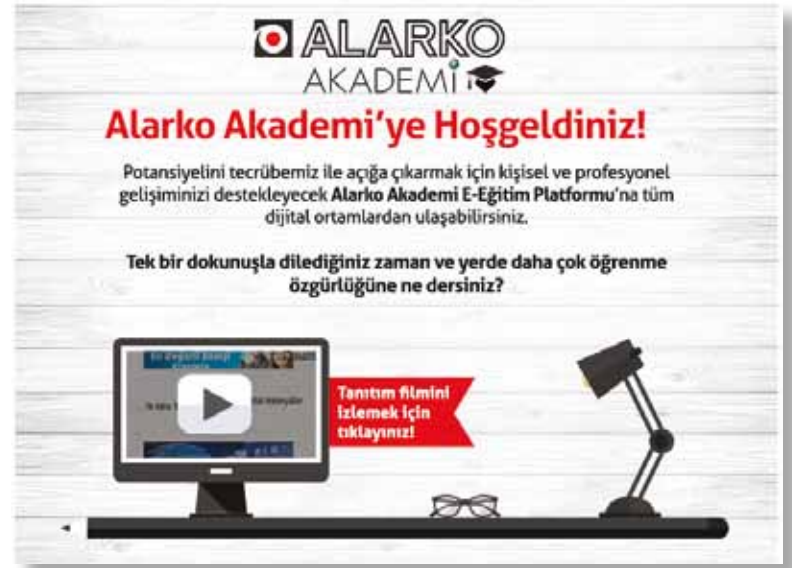 ALARKO
AKADEMİ
Alarko Akademi'ye Hoşgeldiniz!
Potansiyelini tecrübemiz ile açığa çıkarmak için kişisel ve profesyonel
gelişiminizi destekleyecek Alarko Akademi E-Eğitim Platformu'na tüm
dijital ortamlardan ulaşabilirsiniz.
Tek bir dokunuşla dilediğiniz zaman ve yerde daha çok öğrenme
özgürlüğüne ne dersiniz?
Tanıtım filmini
izlemek için
tıklayınız!